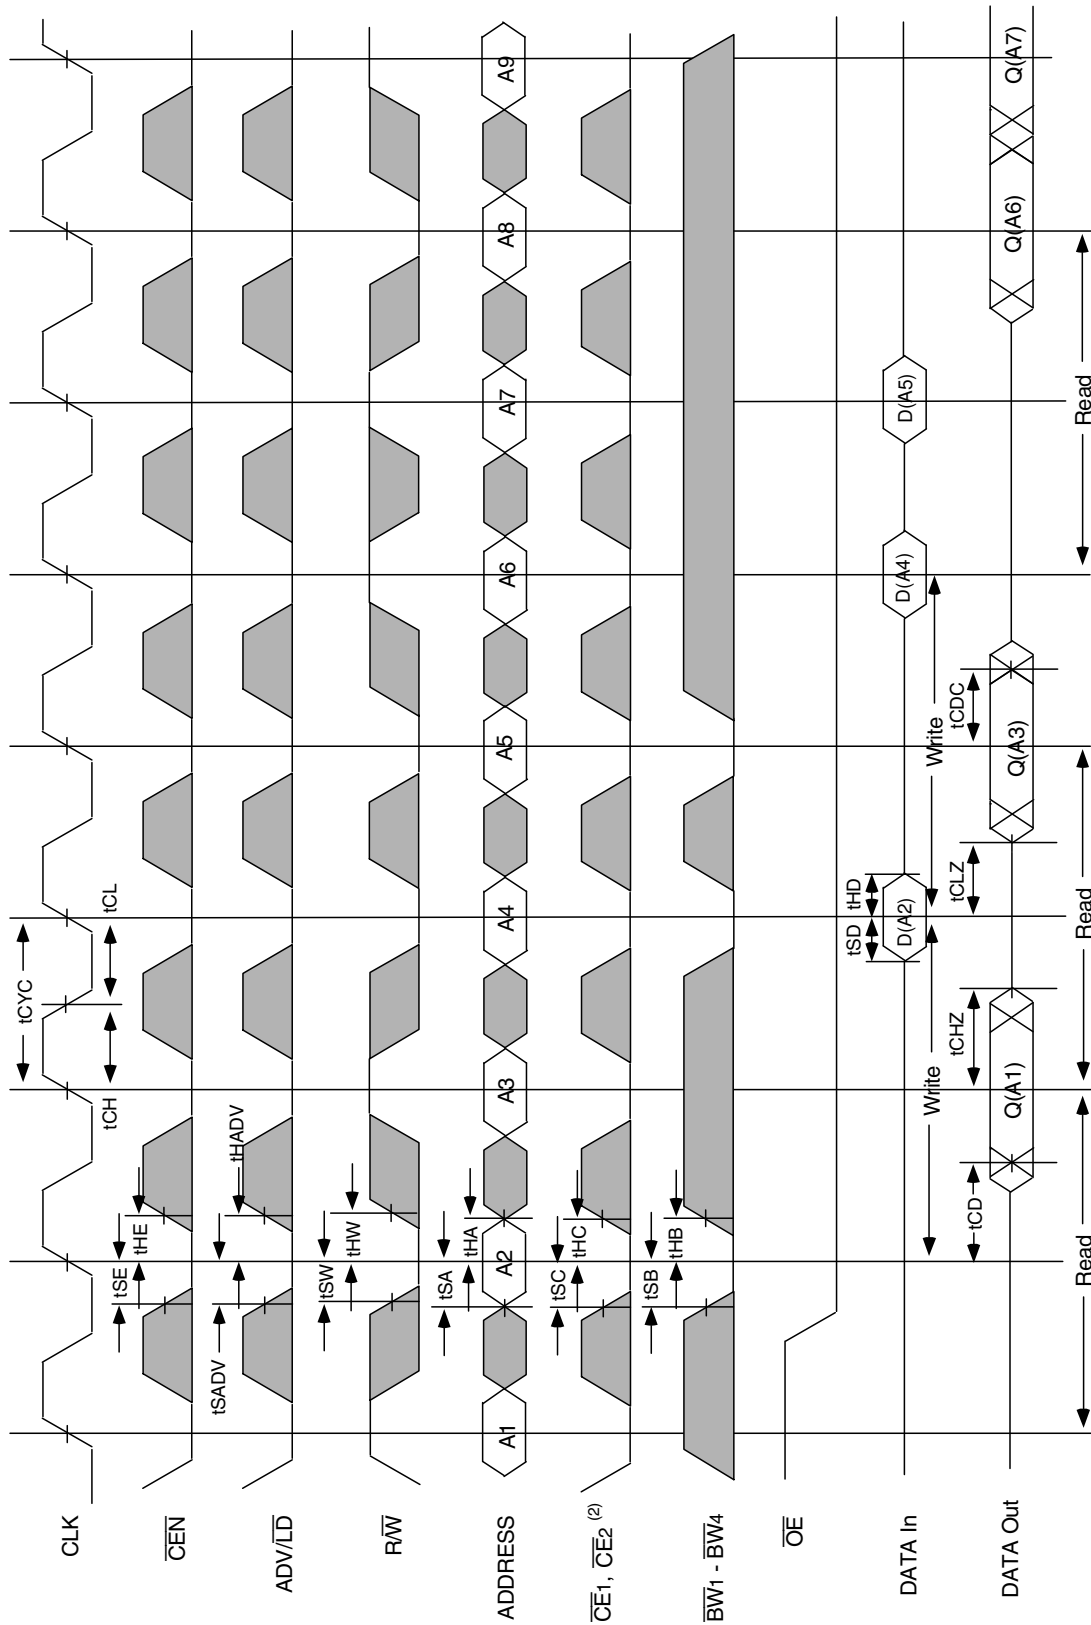 CLK
tCYC
tCH
tCL
CEN
tSE
tHE
ADV/LD
tSADV
tHADV
R/W
tSW
tHW
ADDRESS
A1
A2
A3
A4
A5
A6
A7
A8
A9
tSA
tHA
CE1, CE2 (2)
tSC
tHC
BW1 - BW4
tSB
tHB
OE
DATA In
tSD
tHD
D(A2)
D(A4)
D(A5)
Write
Write
DATA Out
tCD
tCHZ
tCLZ
tCDC
Q(A1)
Q(A3)
Q(A6)
Q(A7)
Read
Read
Read